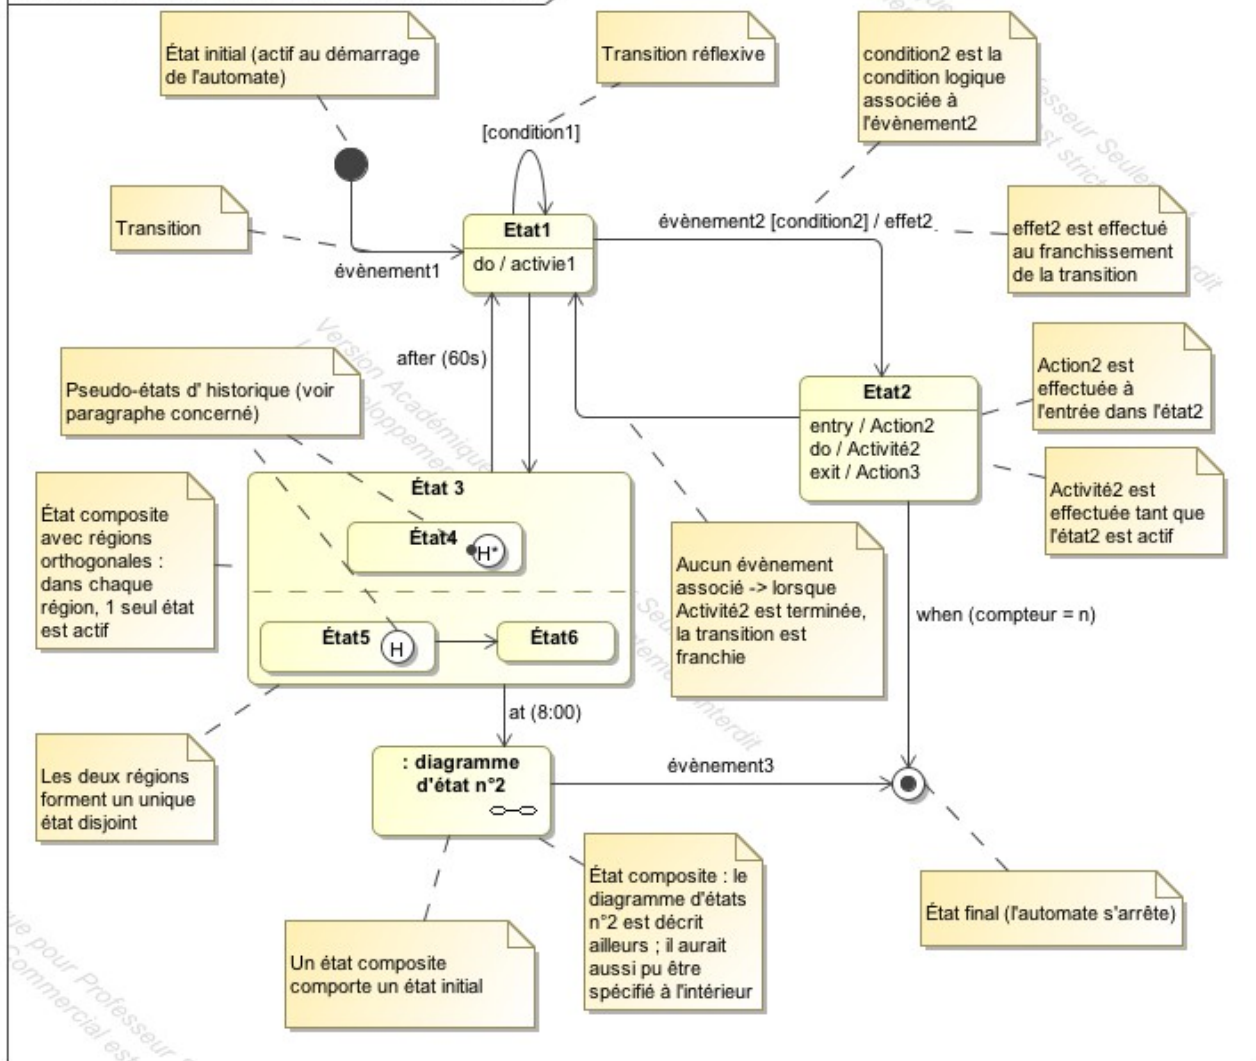 État initial (actif au démarrage
de l'automate)
Transition réflexive
condition2 est la
condition logique
associée à
l'évènement2
[condition1]
Transition
évènement1
Etat1
do / activie1
évènement2 [condition2] / effet2
effet2 est effectué
au franchissement
de la transition
after (60s)
Pseudo-états d' historique (voir
paragraphe concerné)
Etat2
entry / Action2
do / Activité2
exit / Action3
Action2 est
effectuée à
l'entrée dans l'état2
Activité2 est
effectuée tant que
l'état2 est actif
État composite
avec régions
orthogonales :
dans chaque
région, 1 seul état
est actif
État 3
État4
H*
État5
H
État6
Aucun évènement
associé -> lorsque
Activité2 est terminée,
la transition est
franchie
when (compteur = n)
at (8:00)
Les deux régions
forment un unique
état disjoint
: diagramme
d'état n°2
évènement3
État composite : le
diagramme d'états
n°2 est décrit
ailleurs ; il aurait
aussi pu être
spécifié à l'intérieur
État final (l'automate s'arrête)
Un état composite
comporte un état initial
Version Académique
pour Professeur
Commercial est